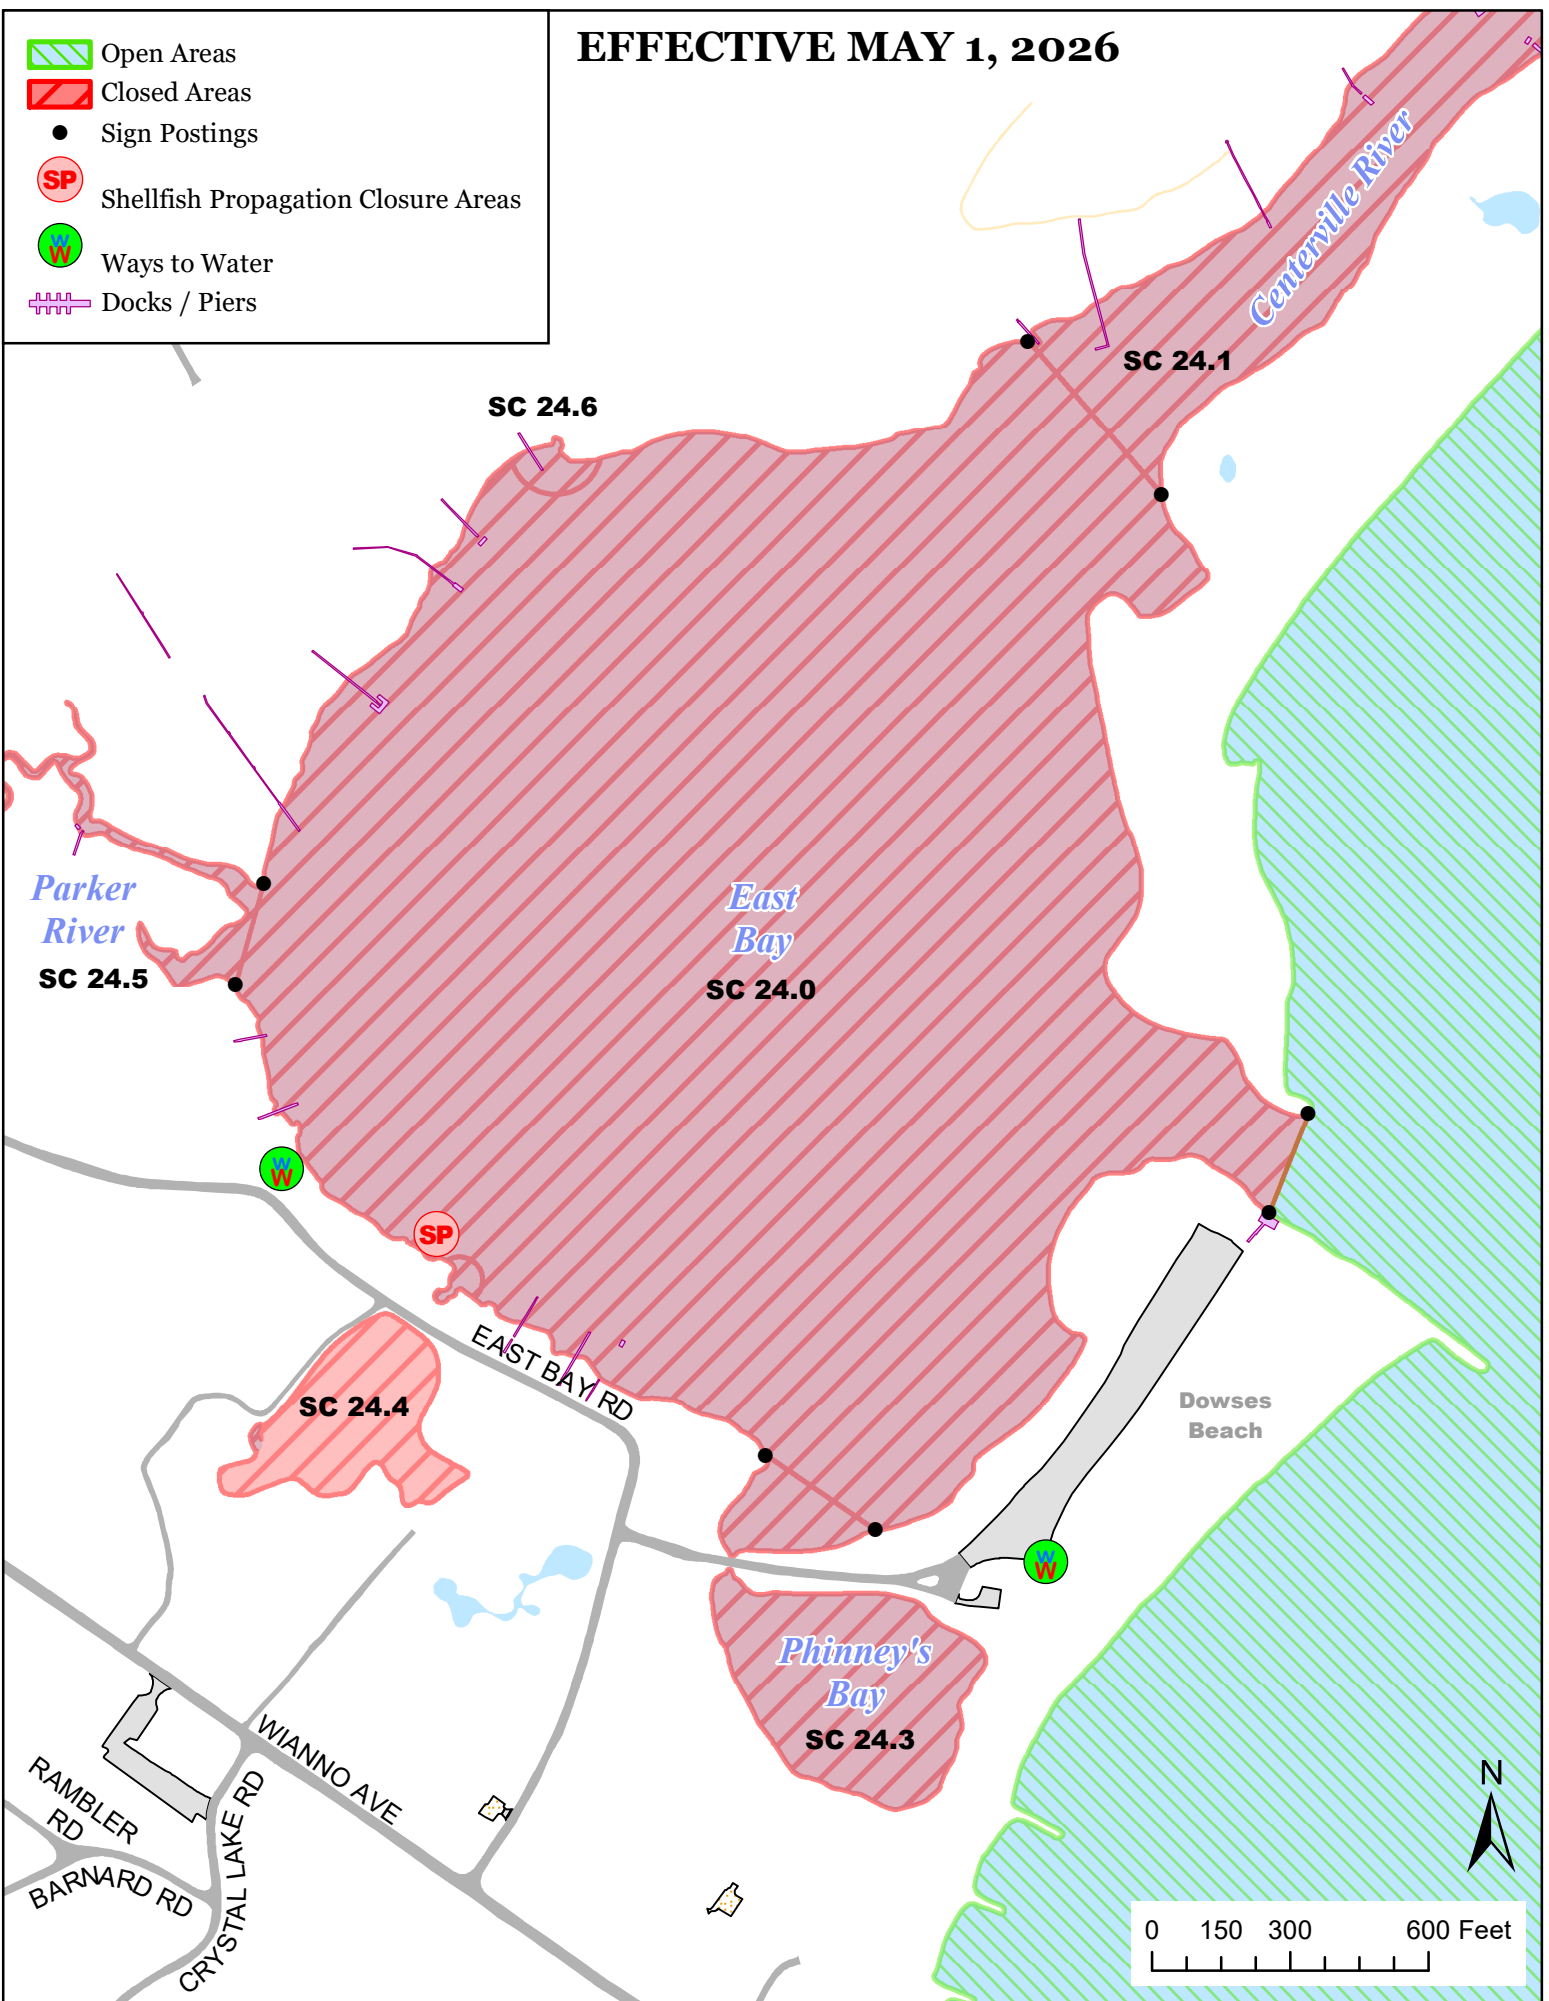 EFFECTIVE MAY 1, 2026
Open Areas
Closed Areas
Sign Postings
SP
Shellfish Propagation Closure Areas
W
W
Ways to Water
Docks / Piers
Centerville River
SC 24.1
SC 24.6
Parker
River
SC 24.5
East
Bay
SC 24.0
W
W
SP
EAST BAY RD
SC 24.4
Dowses
Beach
W
W
Phinney's
Bay
SC 24.3
WIANNO AVE
RAMBLER
RD
BARNARD RD
CRYSTAL LAKE RD
N
0 150 300 600 Feet